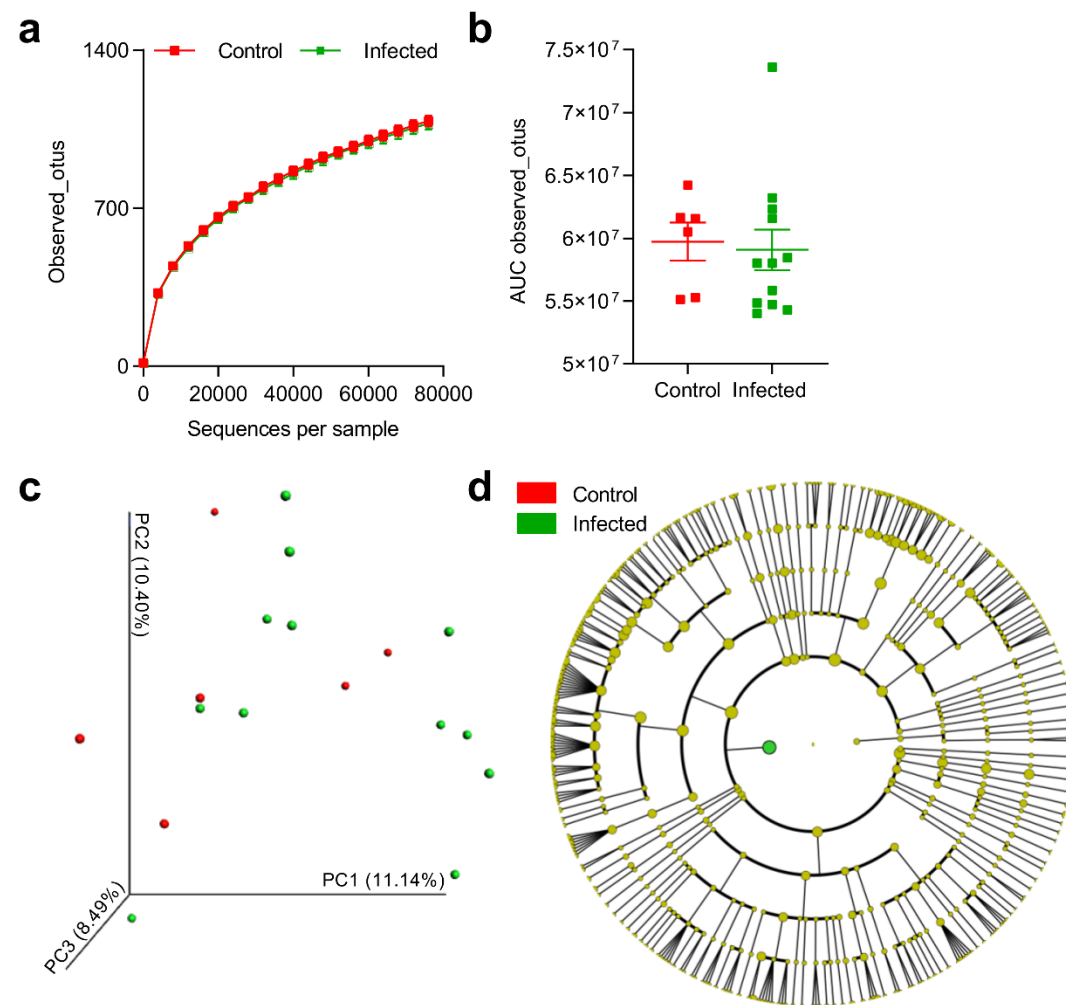 a
Control
Infected
1400
700
0
Observed_otus
0
20000
40000
60000
80000
Sequences per sample
b
7.5×10⁷
7×10⁷
6.5×10⁷
6×10⁷
5.5×10⁷
5×10⁷
AUC observed_otus
Control
Infected
c
PC2 (10.40%)
PC1 (11.14%)
PC3 (8.49%)
d
Control
Infected